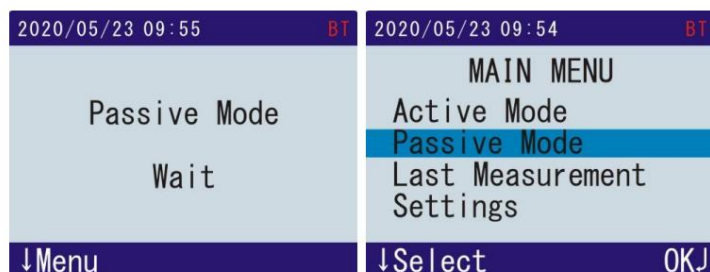 2020/05/23 09:55 BT
Passive Mode
Wait
↓Menu
2020/05/23 09:54 BT
MAIN MENU
Active Mode
Passive Mode
Last Measurement
Settings
↓Select OK┘